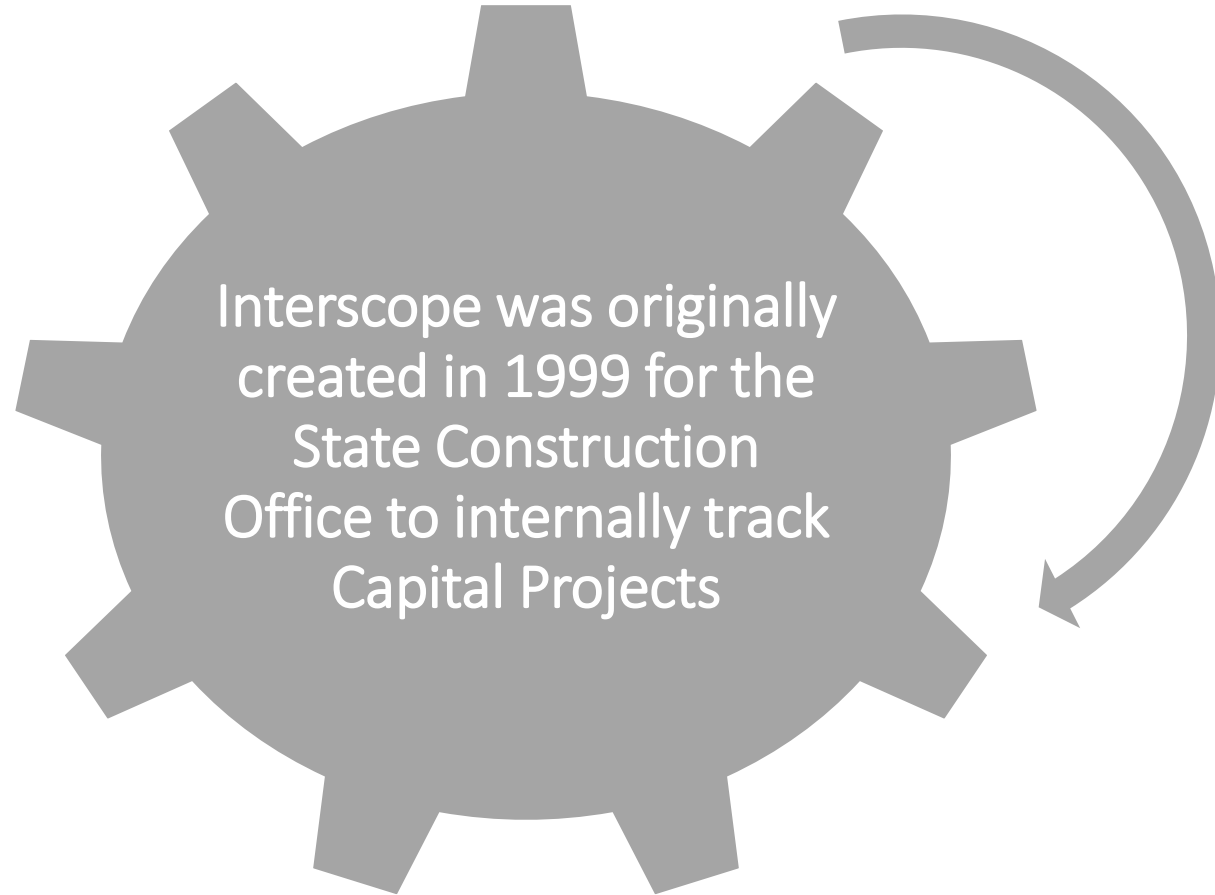 Interscope was originally
created in 1999 for the
State Construction
Office to internally track
Capital Projects